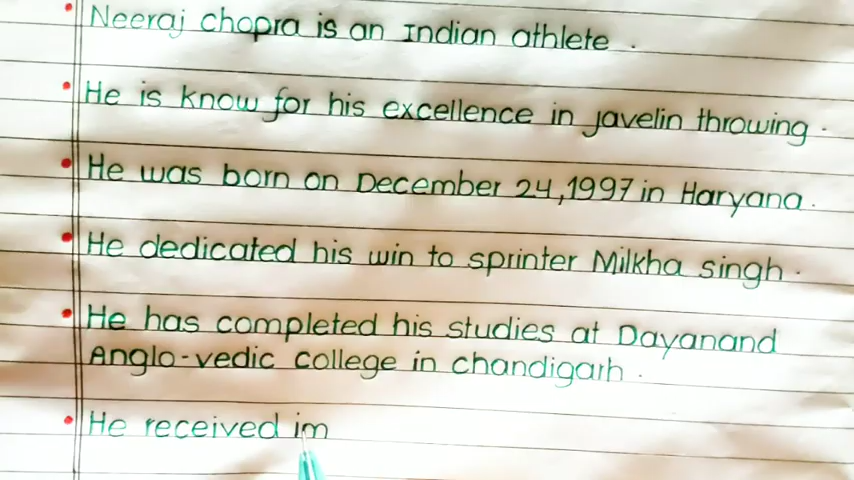 Neeraj chopra is an Indian athlete .
He is know for his excellence in javelin throwing .
He was born on December 24,1997 in Haryana .
He dedicated his win to sprinter Milkha singh .
He has completed his studies at Dayanand
Anglo-vedic college in chandigarh .
He received im